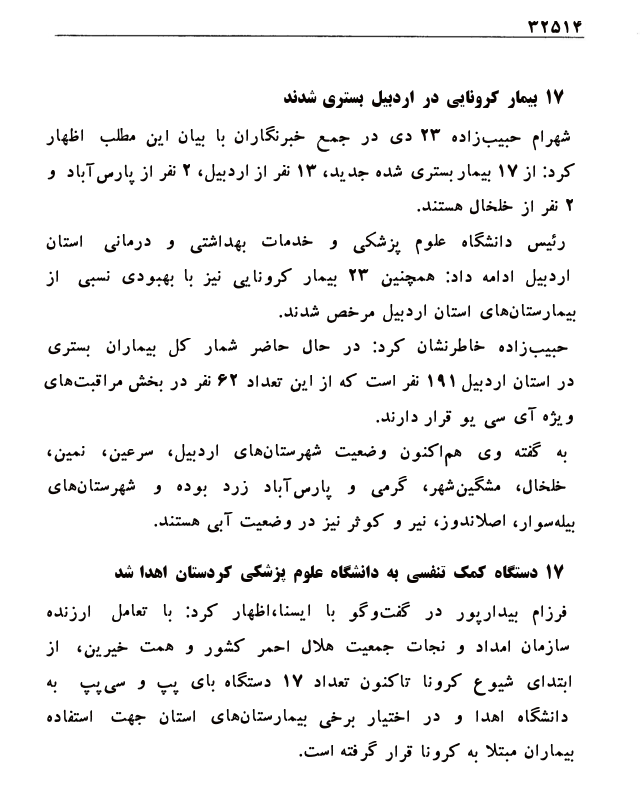 ۳۲۵۱۴
۱۷ بیمار کرونایی در اردبیل بستری شدند
شهرام حبیب‌زاده ۲۳ دی در جمع خبرنگاران با بیان این مطلب اظهار
کرد: از ۱۷ بیمار بستری شده جدید، ۱۳ نفر از اردبیل، ۲ نفر از پارس‌آباد و
۲ نفر از خلخال هستند.
رئیس دانشگاه علوم پزشکی و خدمات بهداشتی و درمانی استان
اردبیل ادامه داد: همچنین ۲۳ بیمار کرونایی نیز با بهبودی نسبی از
بیمارستان‌های استان اردبیل مرخص شدند.
حبیب‌زاده خاطرنشان کرد: در حال حاضر شمار کل بیماران بستری
در استان اردبیل ۱۹۱ نفر است که از این تعداد ۶۲ نفر در بخش مراقبت‌های
ویژه آی سی یو قرار دارند.
به گفته وی هم‌اکنون وضعیت شهرستان‌های اردبیل، سرعین، نمین،
خلخال، مشگین‌شهر، گرمی و پارس‌آباد زرد بوده و شهرستان‌های
بیله‌سوار، اصلاندوز، نیر و کوثر نیز در وضعیت آبی هستند.
۱۷ دستگاه کمک تنفسی به دانشگاه علوم پزشکی کردستان اهدا شد
فرزام بیدارپور در گفت‌وگو با ایسنا،اظهار کرد: با تعامل ارزنده
سازمان امداد و نجات جمعیت هلال احمر کشور و همت خیرین، از
ابتدای شیوع کرونا تاکنون تعداد ۱۷ دستگاه بای پپ و سی‌پپ به
دانشگاه اهدا و در اختیار برخی بیمارستان‌های استان جهت استفاده
بیماران مبتلا به کرونا قرار گرفته است.